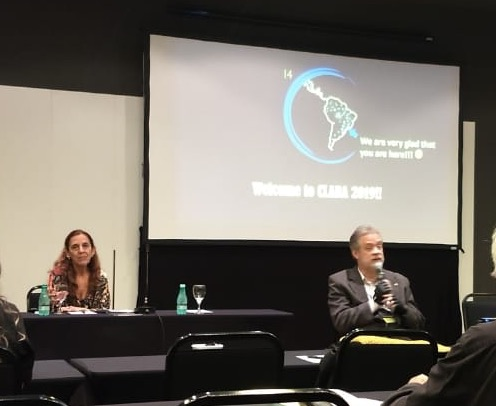 14
We are very glad that
you are here!!!
Welcome to CLABA 2019!!